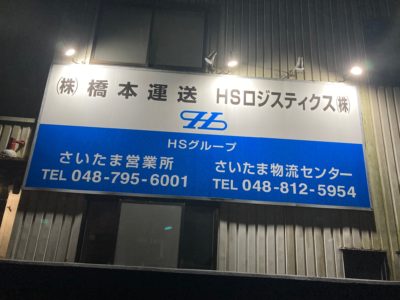 (株)橋本運送 HSロジスティクス(株)
HS
HSグループ
さいたま営業所 さいたま物流センター
TEL 048-795-6001 TEL 048-812-5954